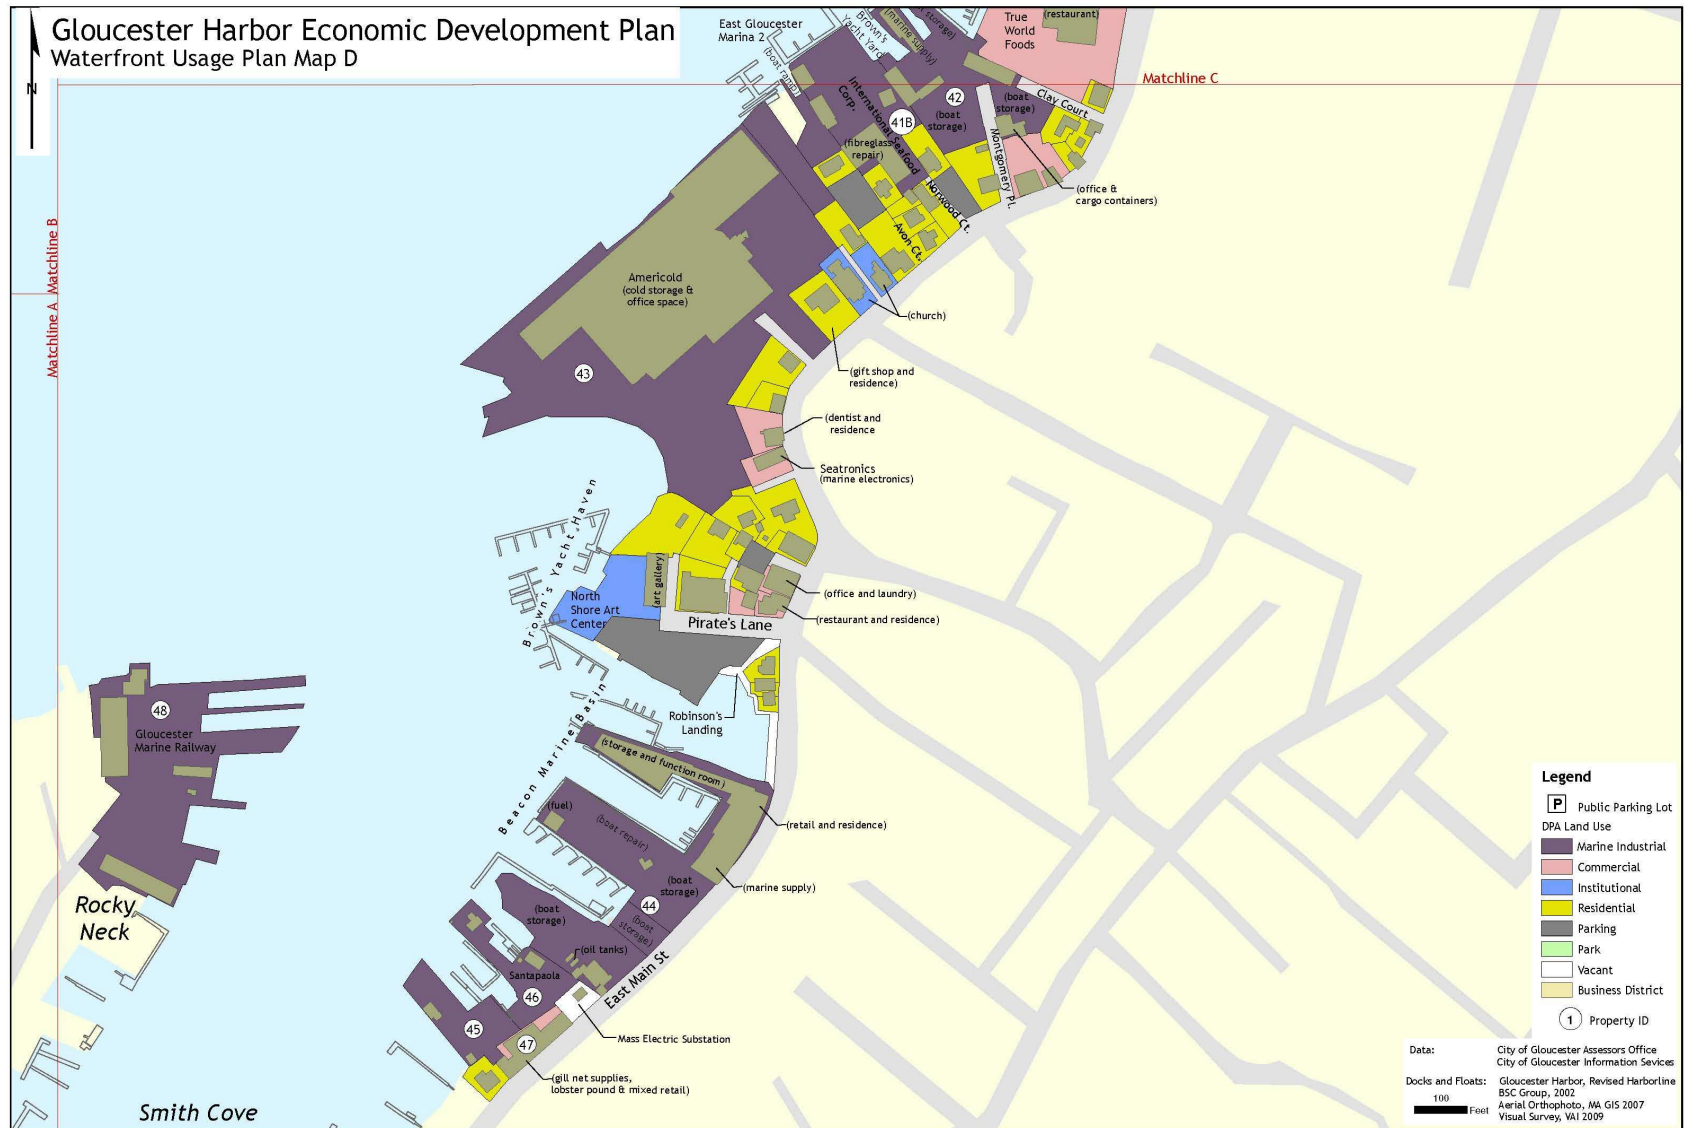 Gloucester Harbor Economic Development Plan
Waterfront Usage Plan Map D
N
East Gloucester
Marina 2
(boat ramp)
Brown's
Yacht Yard
(marine supply)
storage)
True
World
Foods
(restaurant)
Matchline C
International Seafood
Corp.
41B
42
(boat
storage)
(boat
storage)
Clay Court
Montgomery Pl.
(fibreglass
repair)
Norwood Ct.
Avon Ct.
(office &
cargo containers)
Matchline B
Matchline A
Americold
(cold storage &
office space)
43
(church)
(gift shop and
residence)
(dentist and
residence
Seatronics
(marine electronics)
Brown's Yacht Haven
North
Shore Art
Center
(art gallery)
(office and laundry)
(restaurant and residence)
Pirate's Lane
Robinson's
Landing
Beacon Marine Basin
(storage and function room)
48
Gloucester
Marine Railway
(fuel)
(boat repair)
(retail and residence)
(boat
storage)
(marine supply)
44
(boat
storage)
(boat
storage)
(oil tanks)
Santapaola
46
East Main St
45
47
Mass Electric Substation
(gill net supplies,
lobster pound & mixed retail)
Rocky
Neck
Smith Cove
Legend
P Public Parking Lot
DPA Land Use
Marine Industrial
Commercial
Institutional
Residential
Parking
Park
Vacant
Business District
1 Property ID
Data: City of Gloucester Assessors Office
City of Gloucester Information Sevices
Docks and Floats: Gloucester Harbor, Revised Harborline
BSC Group, 2002
Aerial Orthophoto, MA GIS 2007
Visual Survey, VAI 2009
100
Feet